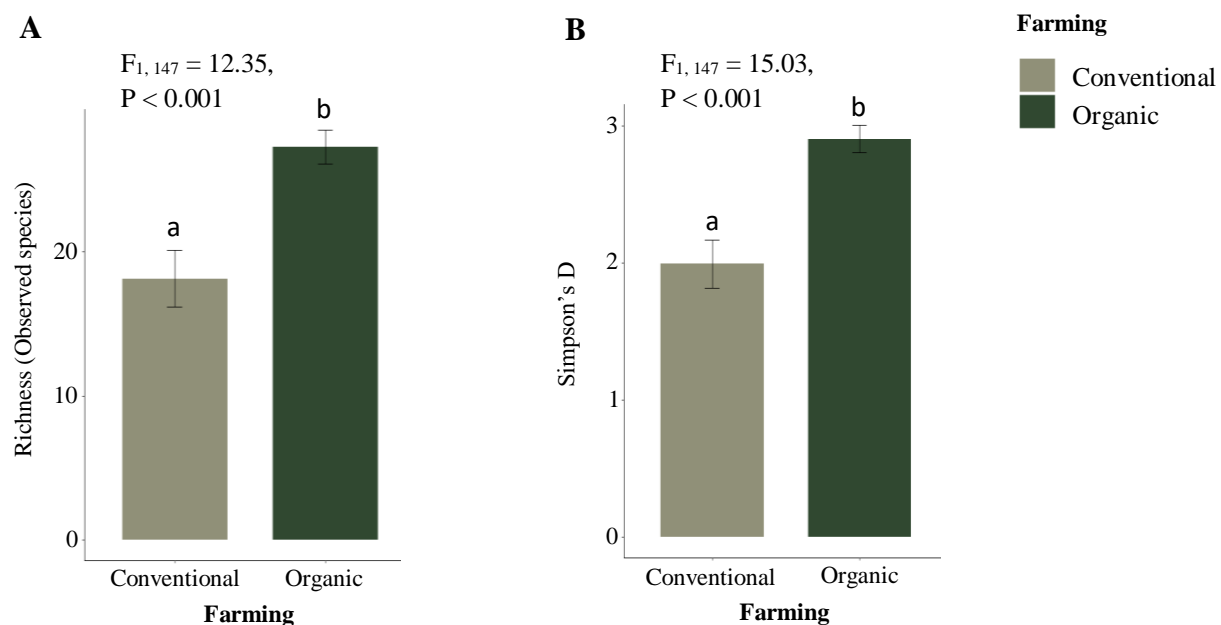 A
F1, 147 = 12.35,
P < 0.001
Richness (Observed species)
20
10
0
a
b
Conventional
Organic
Farming
B
F1, 147 = 15.03,
P < 0.001
Simpson’s D
3
2
1
0
a
b
Conventional
Organic
Farming
Farming
Conventional
Organic